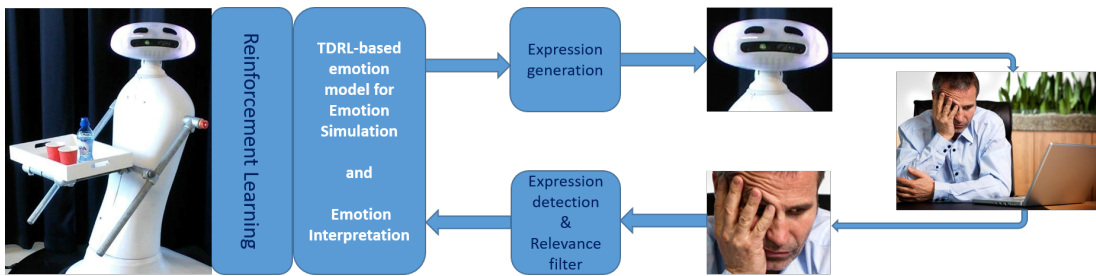 Reinforcement Learning
TDRL-based
emotion
model for
Emotion
Simulation
and
Emotion
Interpretation
Expression
generation
Expression
detection
&
Relevance
filter